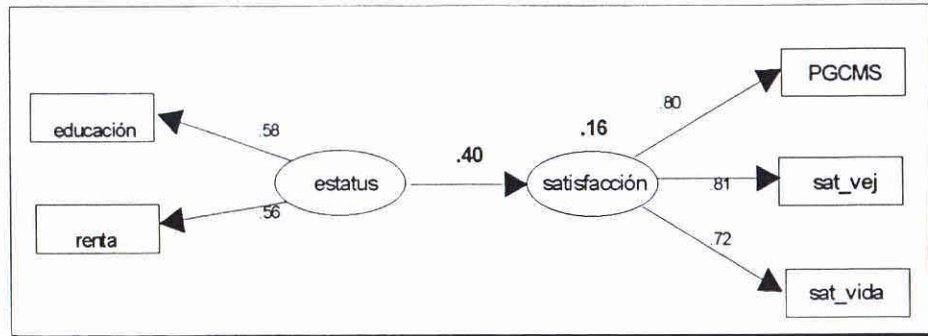 PGCMS
.80
educación
.58
.16
.40
estatus
satisfacción
.81
sat_vej
.56
renta
.72
sat_vida